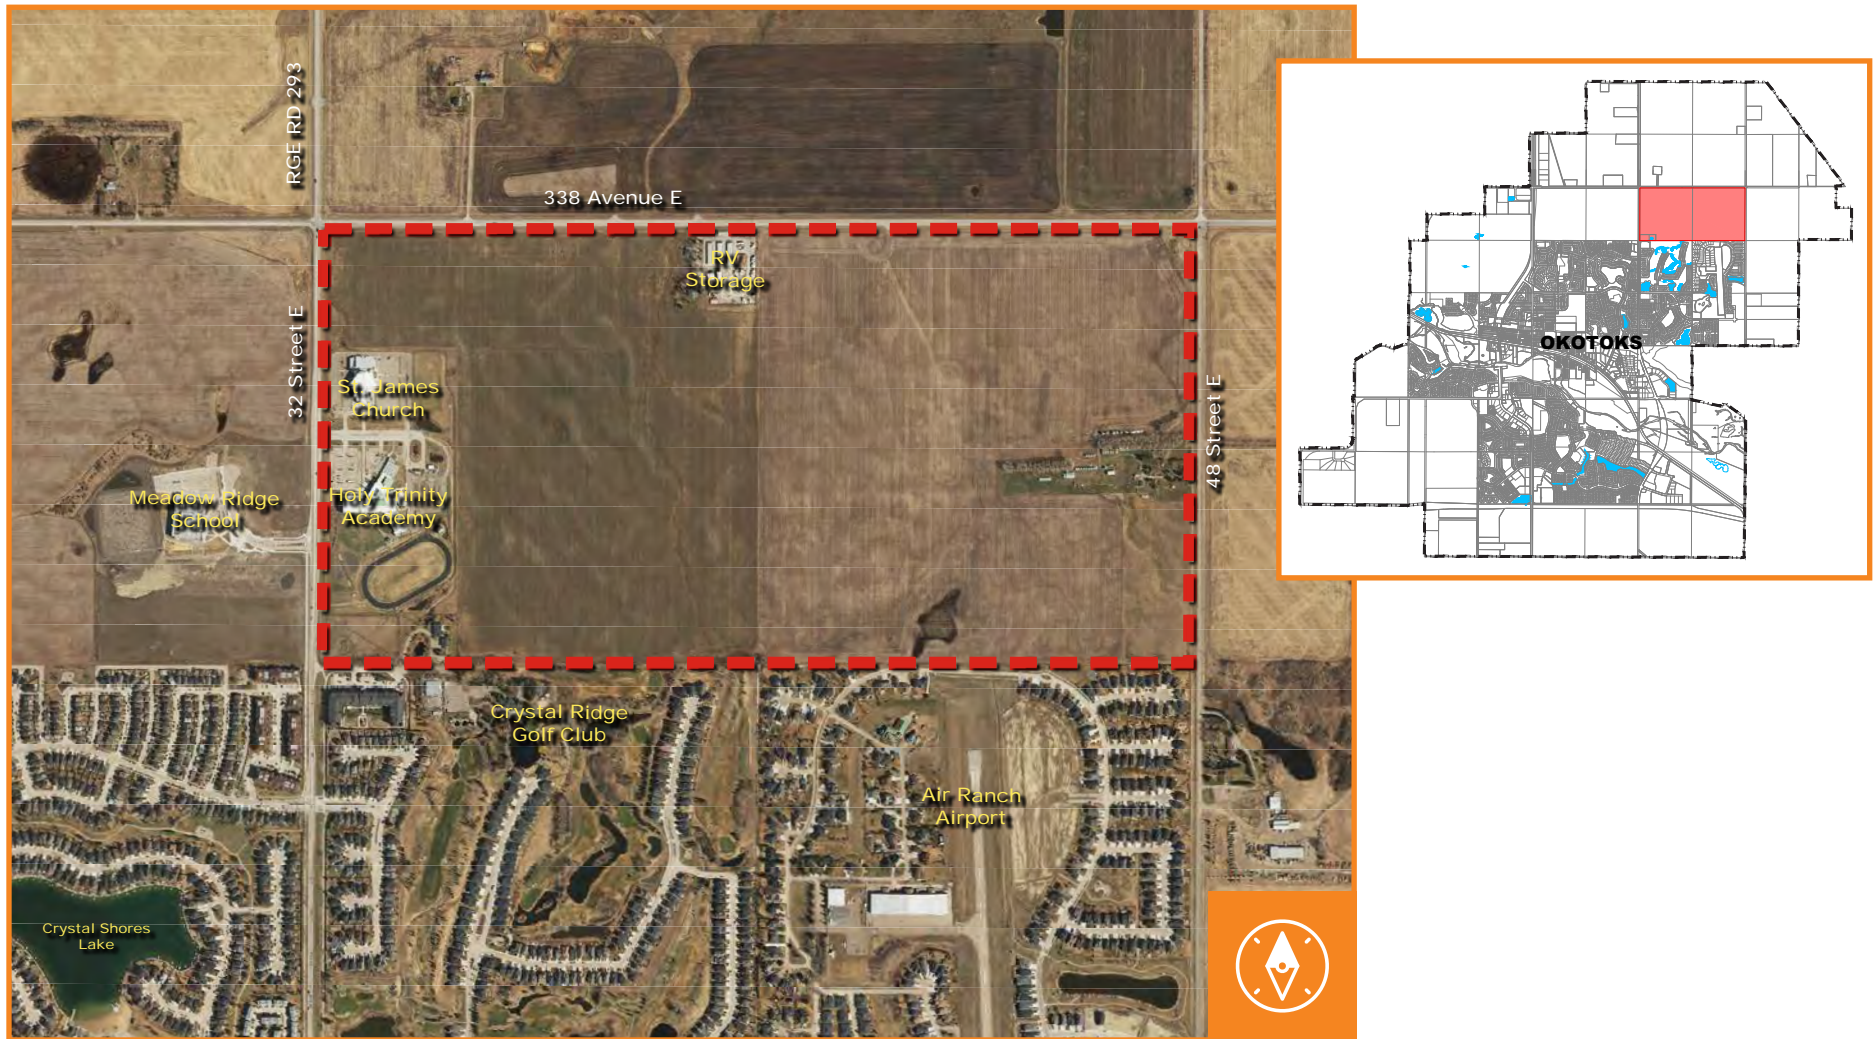 RGE RD 293
338 Avenue E
RV
Storage
32 Street E
St. James
Church
48 Street E
OKOTOKS
Meadow Ridge
School
Holy Trinity
Academy
Crystal Ridge
Golf Club
Air Ranch
Airport
Crystal Shores
Lake